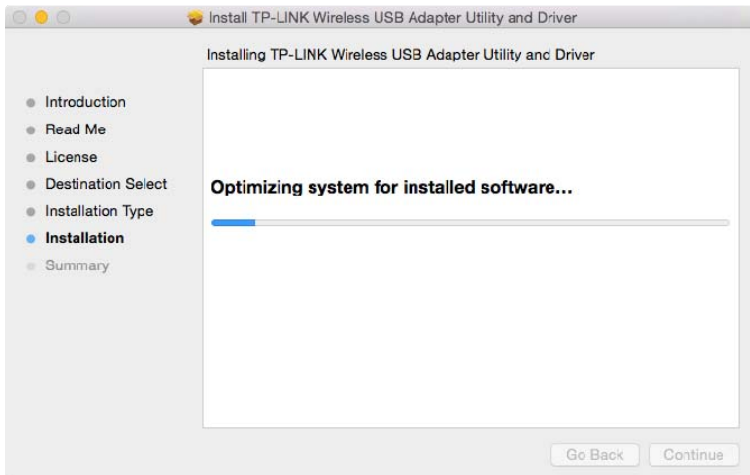 Install TP-LINK Wireless USB Adapter Utility and Driver
Installing TP-LINK Wireless USB Adapter Utility and Driver
Introduction
Read Me
License
Destination Select
Installation Type
Installation
Summary
Optimizing system for installed software...
Go Back
Continue